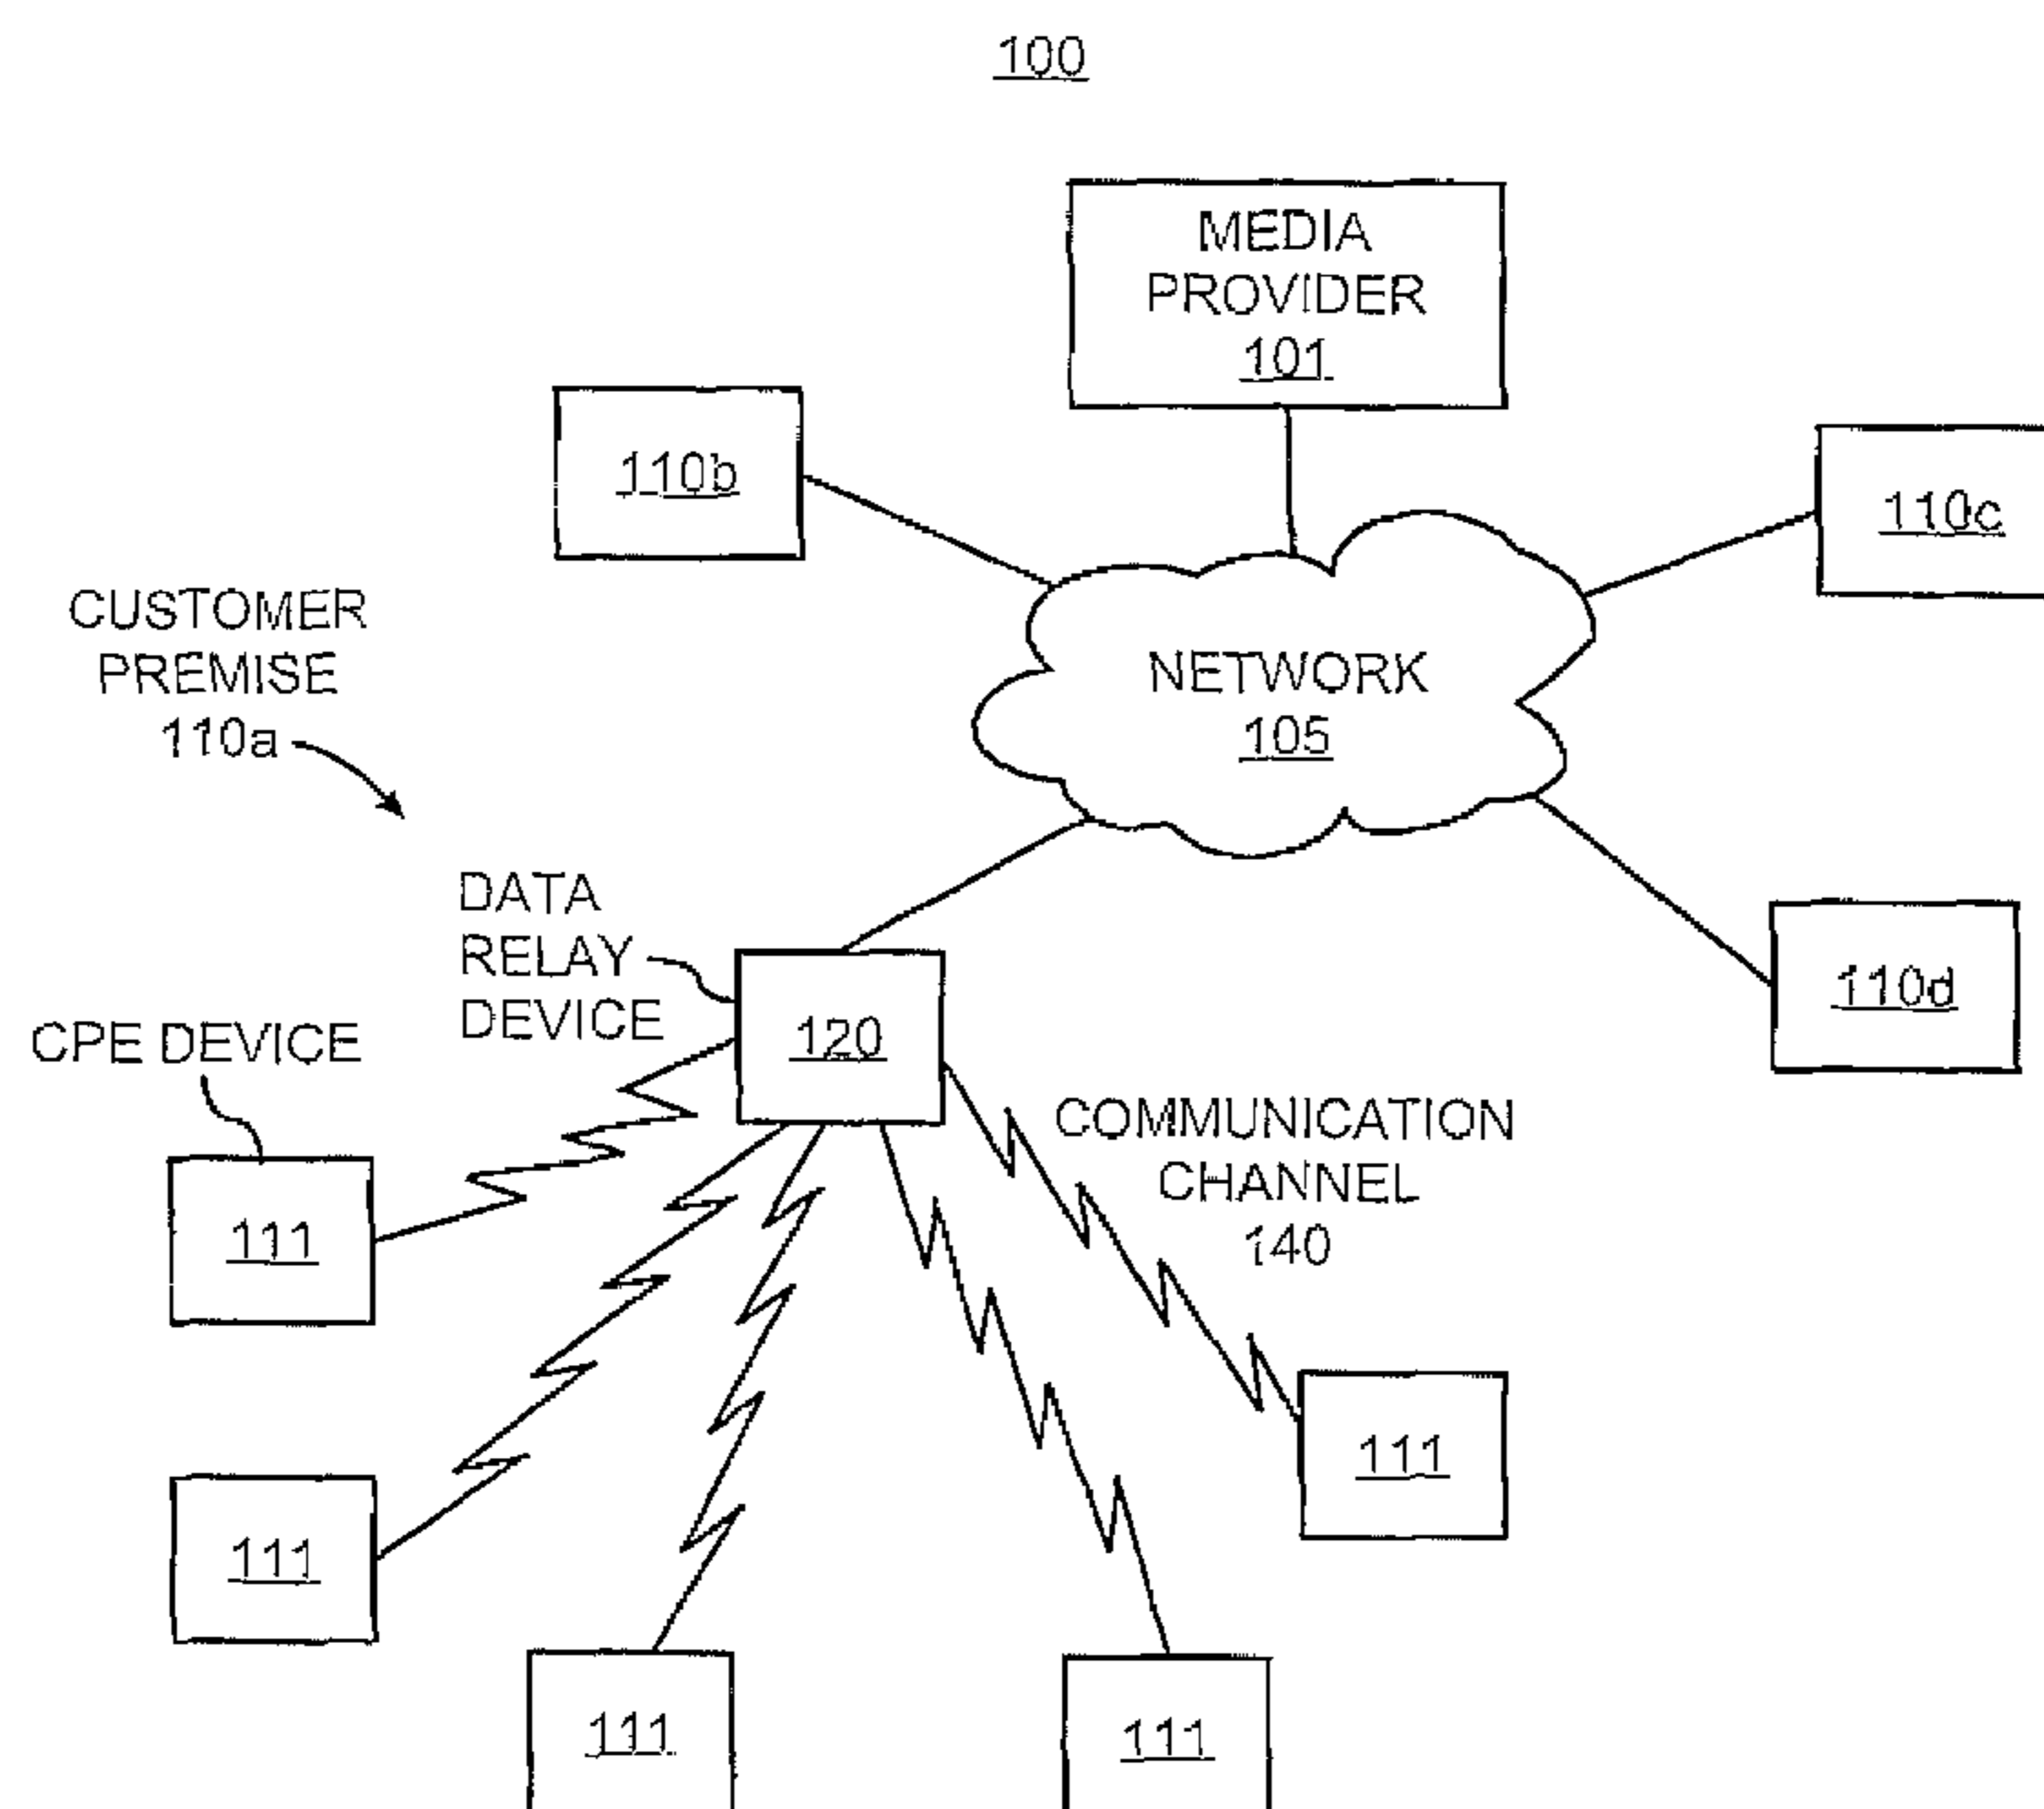 100
MEDIA
PROVIDER
101
110b
110c
CUSTOMER
PREMISE
110a
NETWORK
105
DATA
RELAY
DEVICE
120
110d
CPE DEVICE
COMMUNICATION
CHANNEL
140
111
111
111
111
111